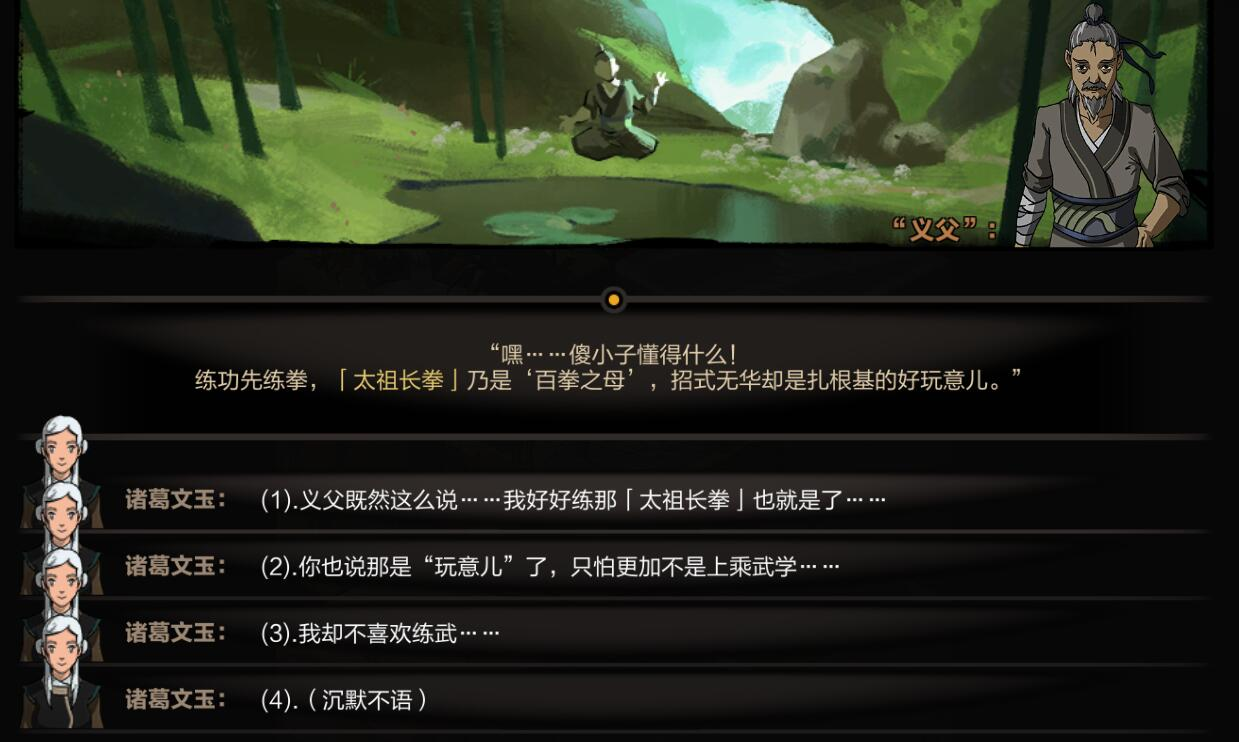 “义父”：
“嘿……傻小子懂得什么！
练功先练拳，「太祖长拳」乃是‘百拳之母’，招式无华却是扎根基的好玩意儿。”
诸葛文玉： (1).义父既然这么说……我好好练那「太祖长拳」也就是了……
诸葛文玉： (2).你也说那是“玩意儿”了，只怕更加不是上乘武学……
诸葛文玉： (3).我却不喜欢练武……
诸葛文玉： (4).（沉默不语）